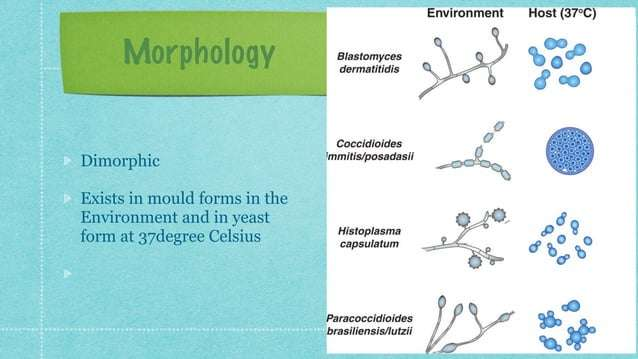 Morphology
Dimorphic
Exists in mould forms in the
Environment and in yeast
form at 37degree Celsius
Environment Host (37°C)
Blastomyces
dermatitidis
Coccidioides
immitis/posadasii
Histoplasma
capsulatum
Paracoccidioides
brasiliensis/lutzii